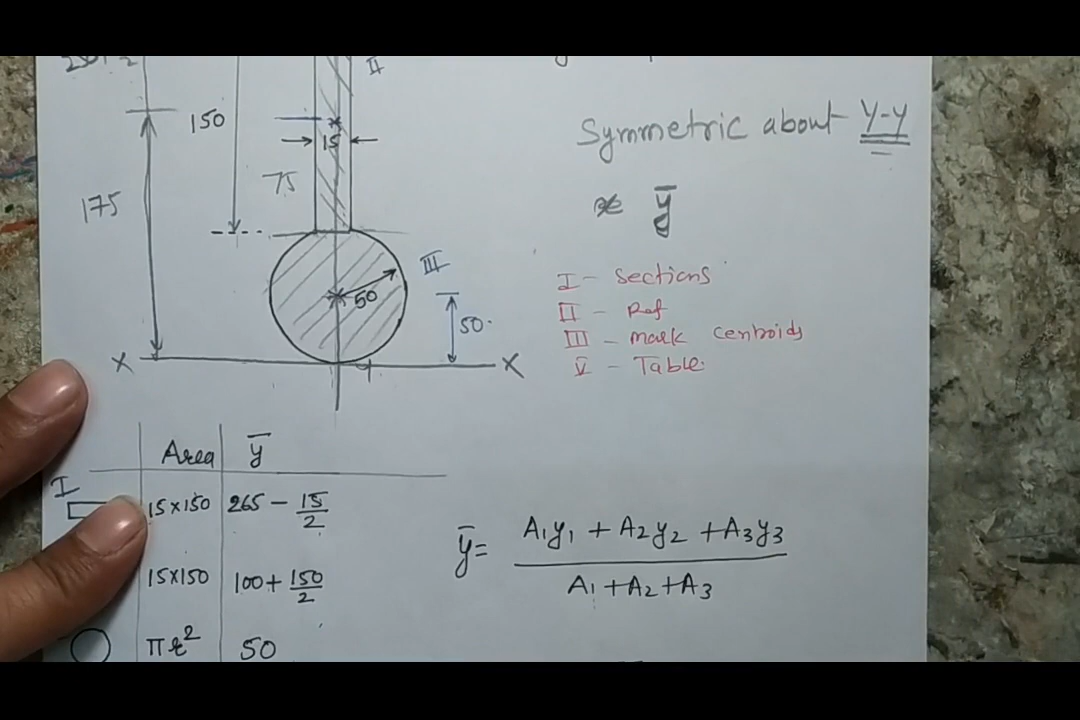 II
150
Symmetric about Y-Y
15
75
175
ȳ
III
50
50.
I - sections
II - Ref
III - mark centroids
V - Table.
X X
Area ȳ
I
15×150 265 - 15/2
ȳ = A₁y₁ + A₂y₂ + A₃y₃ / A₁ + A₂ + A₃
15×150 100 + 150/2
πr² 50